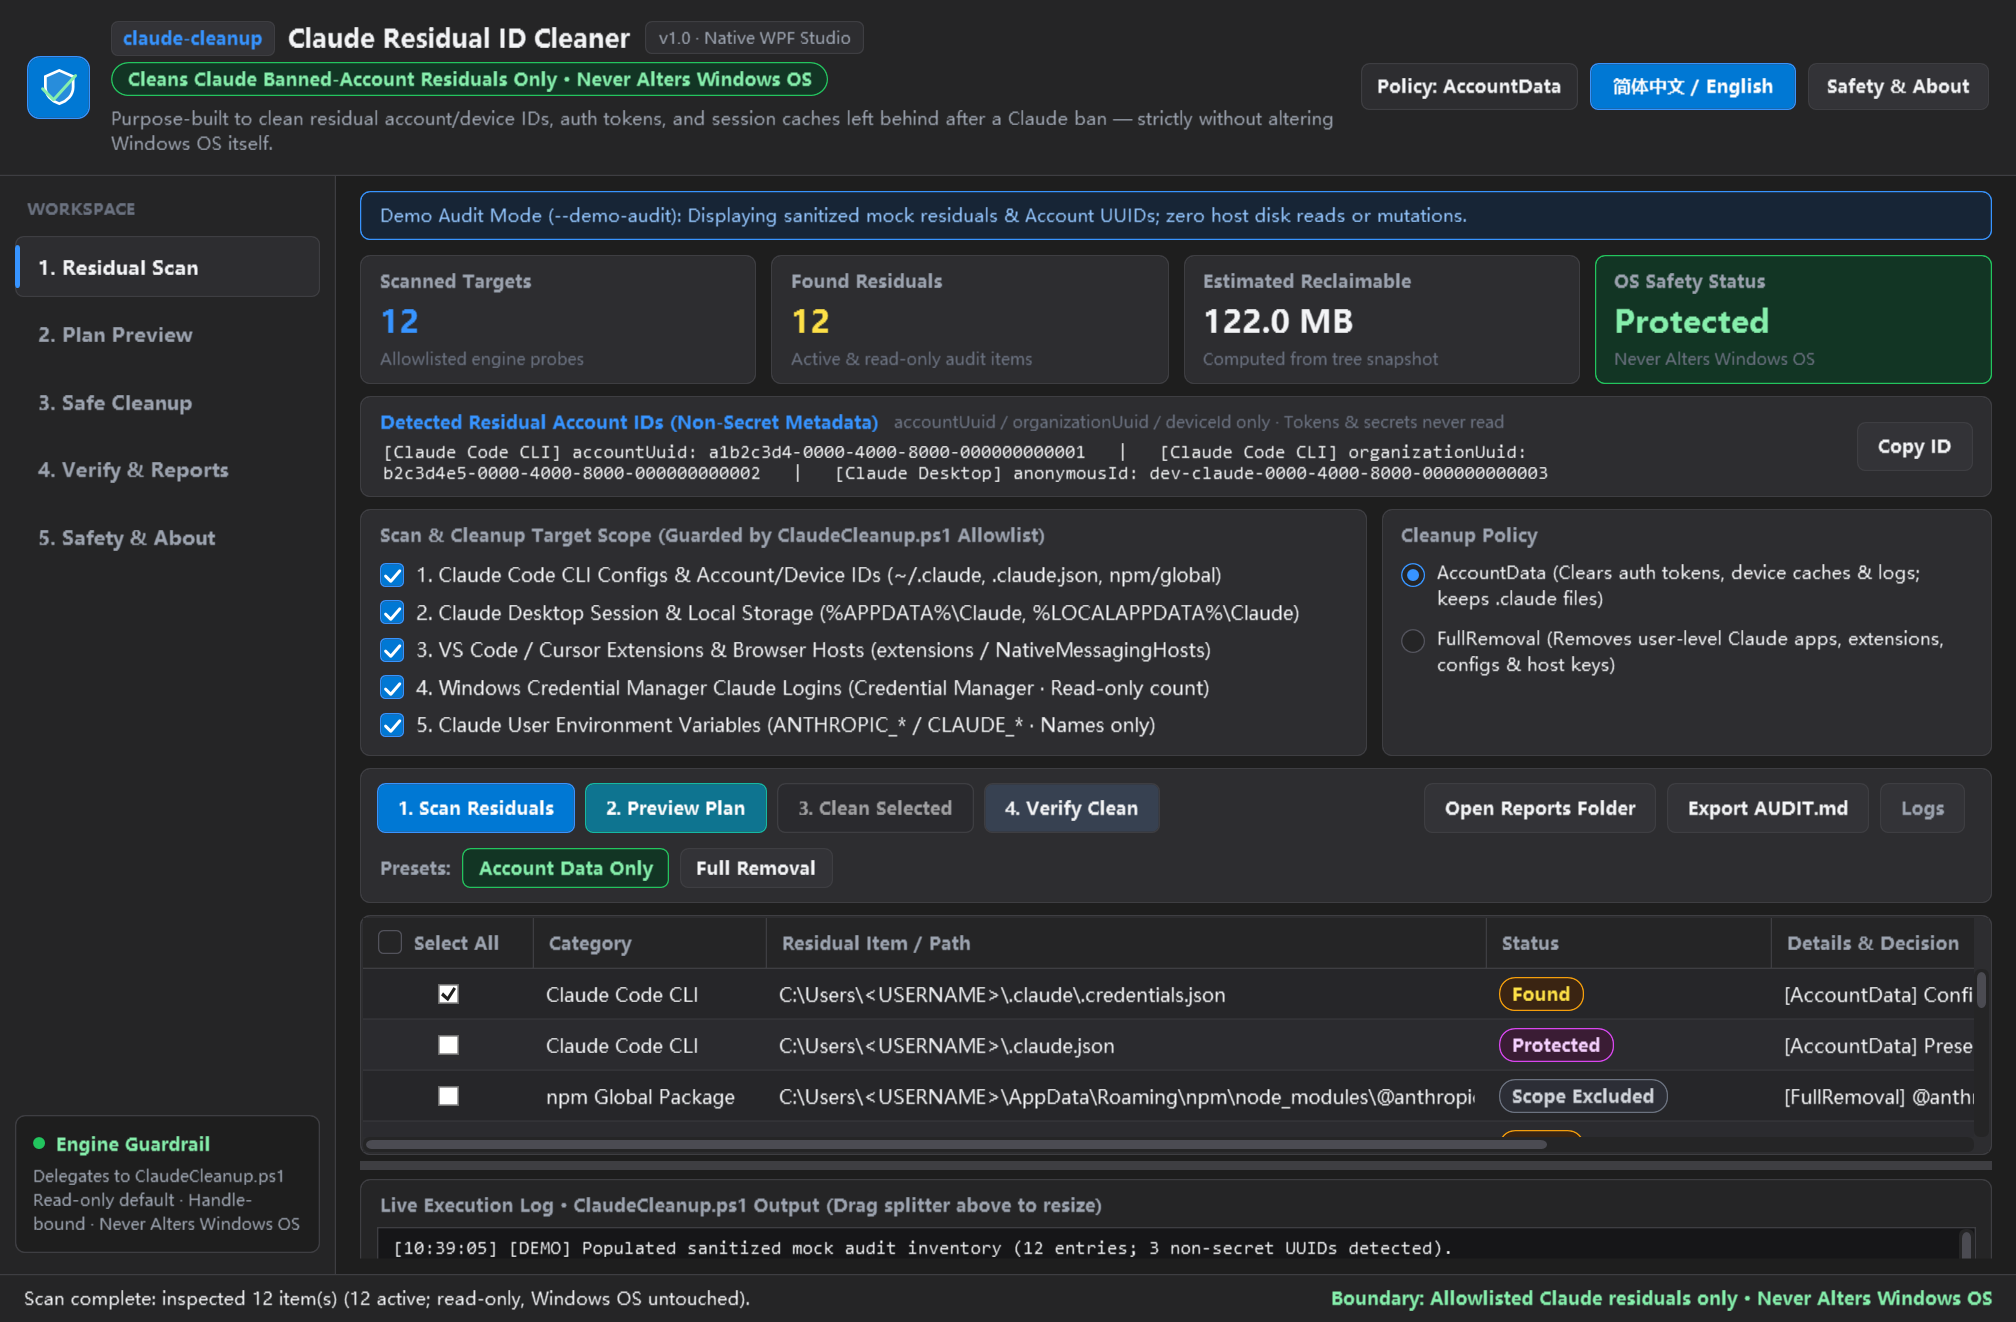 claude-cleanup
Claude Residual ID Cleaner
v1.0 · Native WPF Studio
Cleans Claude Banned-Account Residuals Only • Never Alters Windows OS
Purpose-built to clean residual account/device IDs, auth tokens, and session caches left behind after a Claude ban — strictly without altering
Windows OS itself.
Policy: AccountData
简体中文 / English
Safety & About
WORKSPACE
1. Residual Scan
2. Plan Preview
3. Safe Cleanup
4. Verify & Reports
5. Safety & About
Engine Guardrail
Delegates to ClaudeCleanup.ps1
Read-only default · Handle-
bound · Never Alters Windows OS
Demo Audit Mode (--demo-audit): Displaying sanitized mock residuals & Account UUIDs; zero host disk reads or mutations.
Scanned Targets
12
Allowlisted engine probes
Found Residuals
12
Active & read-only audit items
Estimated Reclaimable
122.0 MB
Computed from tree snapshot
OS Safety Status
Protected
Never Alters Windows OS
Detected Residual Account IDs (Non-Secret Metadata)
accountUuid / organizationUuid / deviceId only · Tokens & secrets never read
[Claude Code CLI] accountUuid: a1b2c3d4-0000-4000-8000-000000000001 | [Claude Code CLI] organizationUuid:
b2c3d4e5-0000-4000-8000-000000000002 | [Claude Desktop] anonymousId: dev-claude-0000-4000-8000-000000000003
Copy ID
Scan & Cleanup Target Scope (Guarded by ClaudeCleanup.ps1 Allowlist)
1. Claude Code CLI Configs & Account/Device IDs (~/.claude, .claude.json, npm/global)
2. Claude Desktop Session & Local Storage (%APPDATA%\Claude, %LOCALAPPDATA%\Claude)
3. VS Code / Cursor Extensions & Browser Hosts (extensions / NativeMessagingHosts)
4. Windows Credential Manager Claude Logins (Credential Manager · Read-only count)
5. Claude User Environment Variables (ANTHROPIC_* / CLAUDE_* · Names only)
Cleanup Policy
AccountData (Clears auth tokens, device caches & logs;
keeps .claude files)
FullRemoval (Removes user-level Claude apps, extensions,
configs & host keys)
1. Scan Residuals
2. Preview Plan
3. Clean Selected
4. Verify Clean
Open Reports Folder
Export AUDIT.md
Logs
Presets:
Account Data Only
Full Removal
Select All
Category
Residual Item / Path
Status
Details & Decision
Claude Code CLI
C:\Users\<USERNAME>\.claude\.credentials.json
Found
[AccountData] Confi
Claude Code CLI
C:\Users\<USERNAME>\.claude.json
Protected
[AccountData] Prese
npm Global Package
C:\Users\<USERNAME>\AppData\Roaming\npm\node_modules\@anthropic
Scope Excluded
[FullRemoval] @anthr
Live Execution Log • ClaudeCleanup.ps1 Output (Drag splitter above to resize)
[10:39:05] [DEMO] Populated sanitized mock audit inventory (12 entries; 3 non-secret UUIDs detected).
Scan complete: inspected 12 item(s) (12 active; read-only, Windows OS untouched).
Boundary: Allowlisted Claude residuals only • Never Alters Windows OS